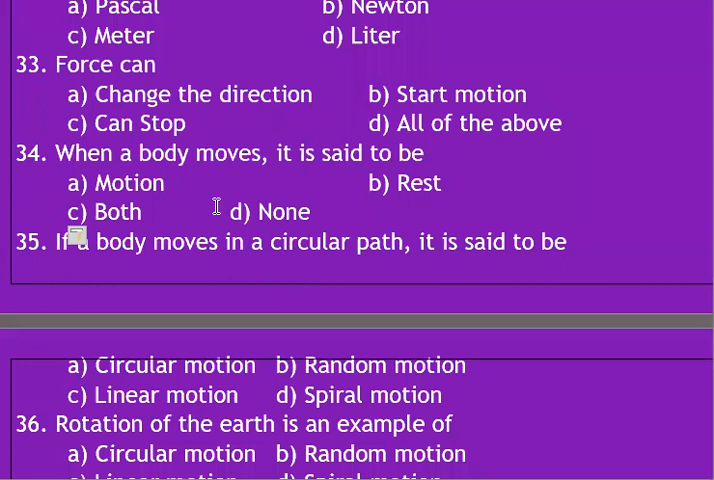 a) Pascal b) Newton
c) Meter d) Liter
33. Force can
a) Change the direction b) Start motion
c) Can Stop d) All of the above
34. When a body moves, it is said to be
a) Motion b) Rest
c) Both d) None
35. If a body moves in a circular path, it is said to be
a) Circular motion b) Random motion
c) Linear motion d) Spiral motion
36. Rotation of the earth is an example of
a) Circular motion b) Random motion
c) Linear motion d) Spiral motion